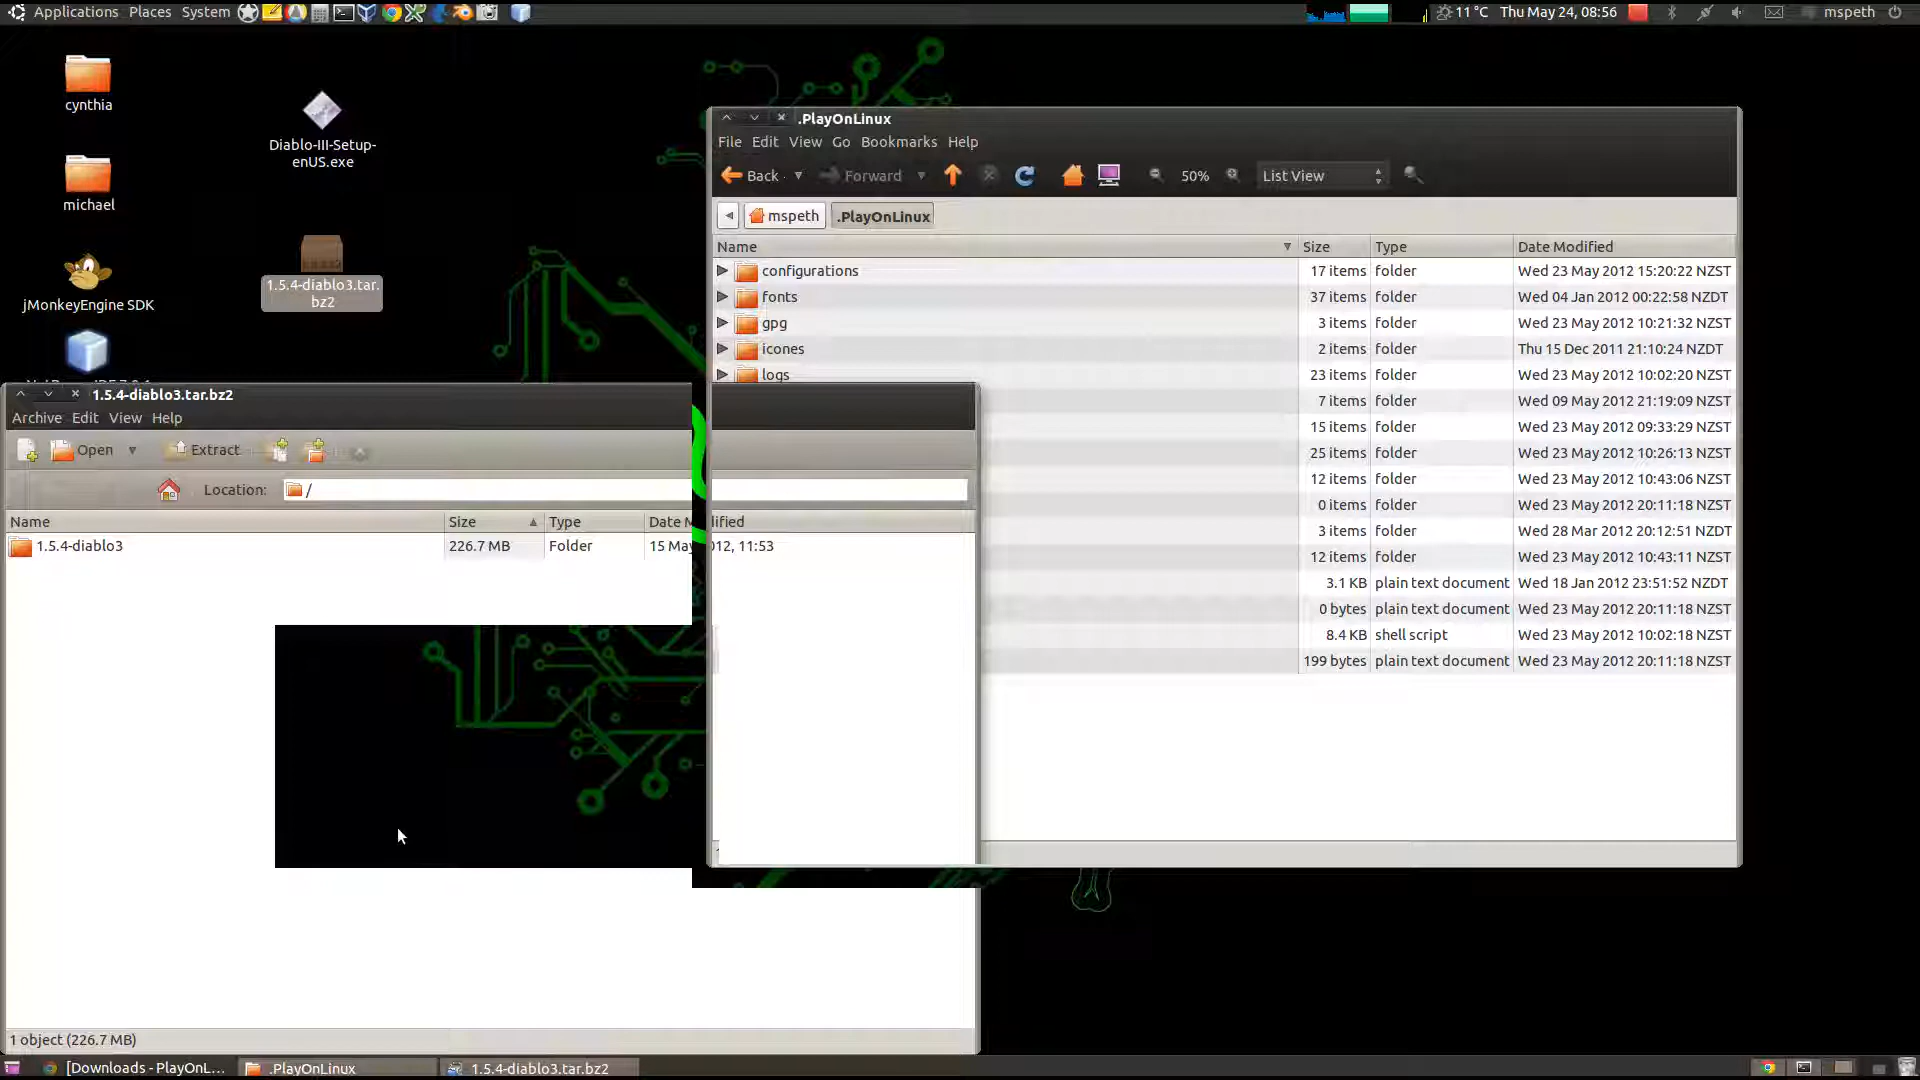 Applications Places System
11 °C Thu May 24, 08:56
mspeth
cynthia
Diablo-III-Setup-
enUS.exe
michael
1.5.4-diablo3.tar.
bz2
jMonkeyEngine SDK
.PlayOnLinux
File Edit View Go Bookmarks Help
Back Forward 50% List View
mspeth .PlayOnLinux
Name Size Type Date Modified
configurations 17 items folder Wed 23 May 2012 15:20:22 NZST
fonts 37 items folder Wed 04 Jan 2012 00:22:58 NZDT
gpg 3 items folder Wed 23 May 2012 10:21:32 NZST
icones 2 items folder Thu 15 Dec 2011 21:10:24 NZDT
logs 23 items folder Wed 23 May 2012 10:02:20 NZST
7 items folder Wed 09 May 2012 21:19:09 NZST
15 items folder Wed 23 May 2012 09:33:29 NZST
25 items folder Wed 23 May 2012 10:26:13 NZST
12 items folder Wed 23 May 2012 10:43:06 NZST
0 items folder Wed 23 May 2012 20:11:18 NZST
3 items folder Wed 28 Mar 2012 20:12:51 NZDT
12 items folder Wed 23 May 2012 10:43:11 NZST
3.1 KB plain text document Wed 18 Jan 2012 23:51:52 NZDT
0 bytes plain text document Wed 23 May 2012 20:11:18 NZST
8.4 KB shell script Wed 23 May 2012 10:02:18 NZST
199 bytes plain text document Wed 23 May 2012 20:11:18 NZST
1.5.4-diablo3.tar.bz2
Archive Edit View Help
Open Extract
Location: /
Name Size Type Date M ified
1.5.4-diablo3 226.7 MB Folder 15 May 12, 11:53
1 object (226.7 MB)
[Downloads - PlayOnL... .PlayOnLinux 1.5.4-diablo3.tar.bz2